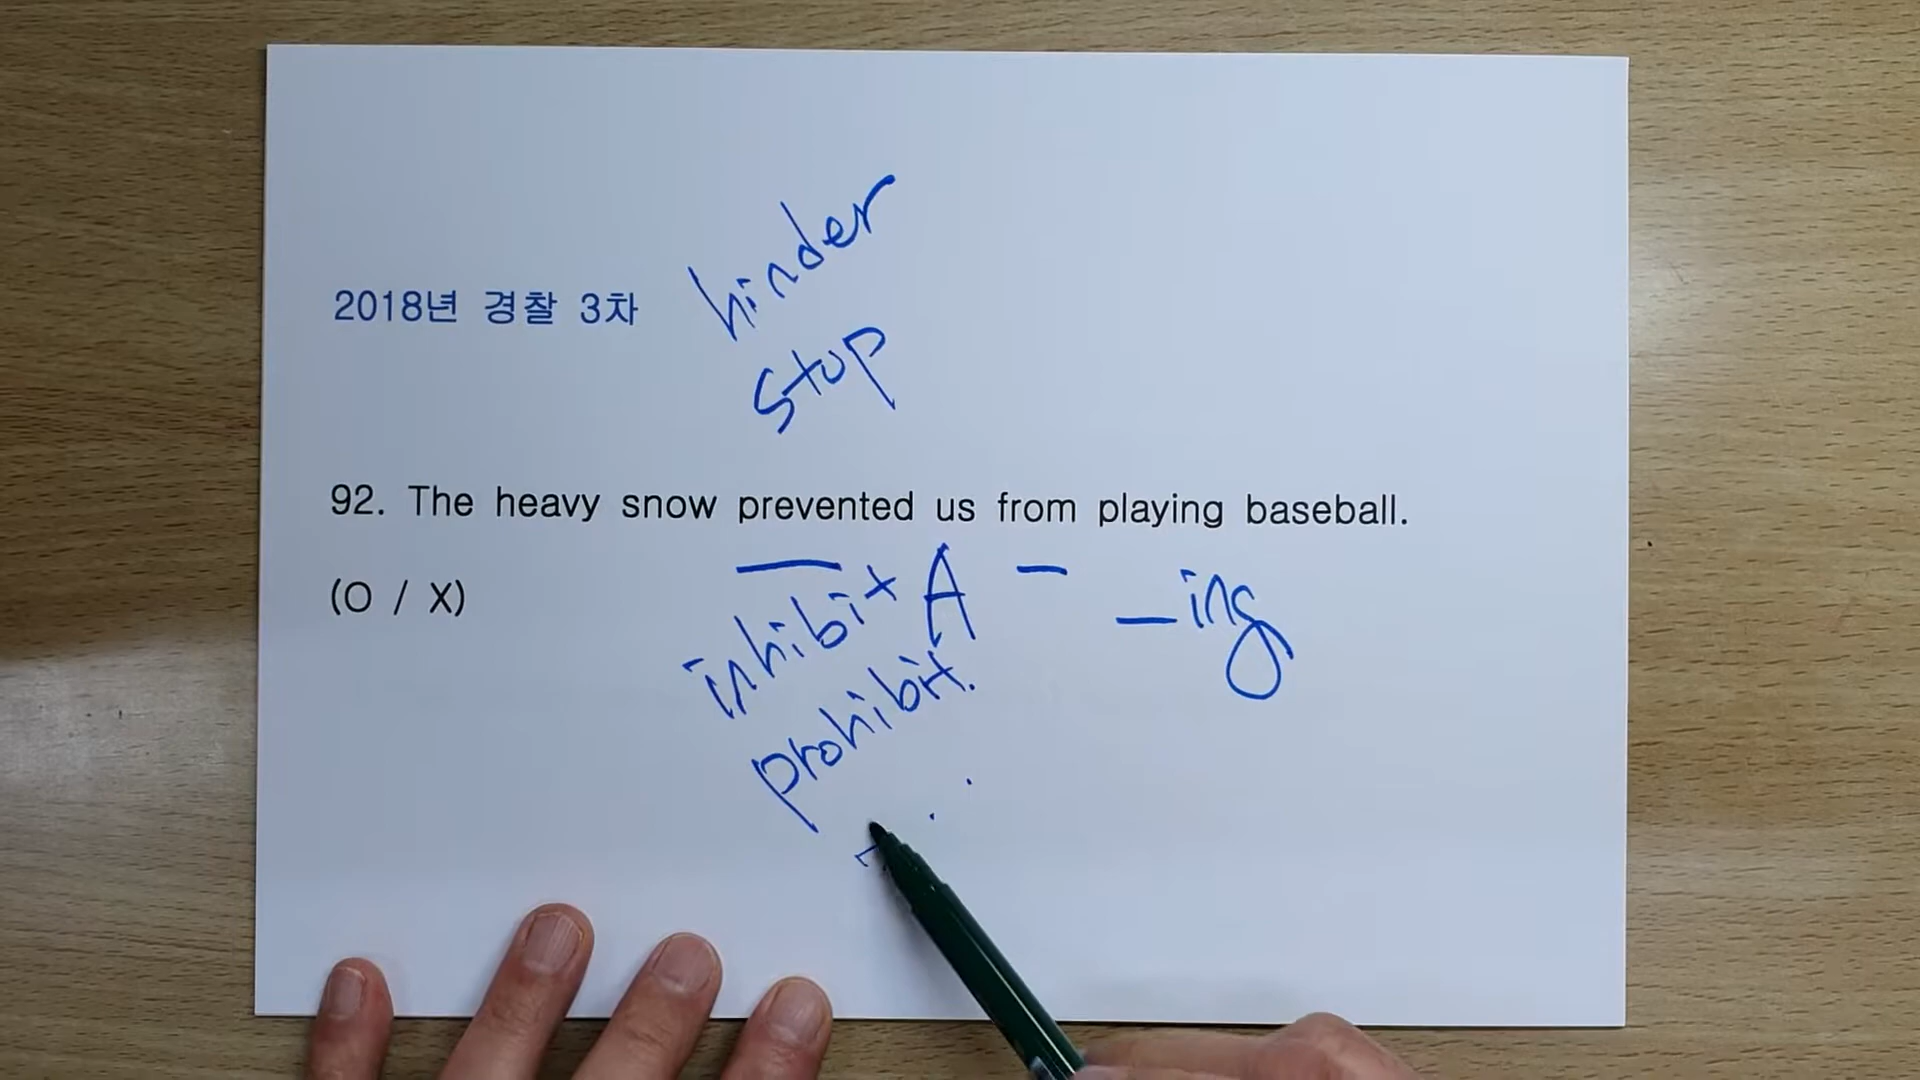 hinder
2018년 경찰 3차
stop
92. The heavy snow prevented us from playing baseball.
(O / X)
inhibit A - -ing
prohibit.